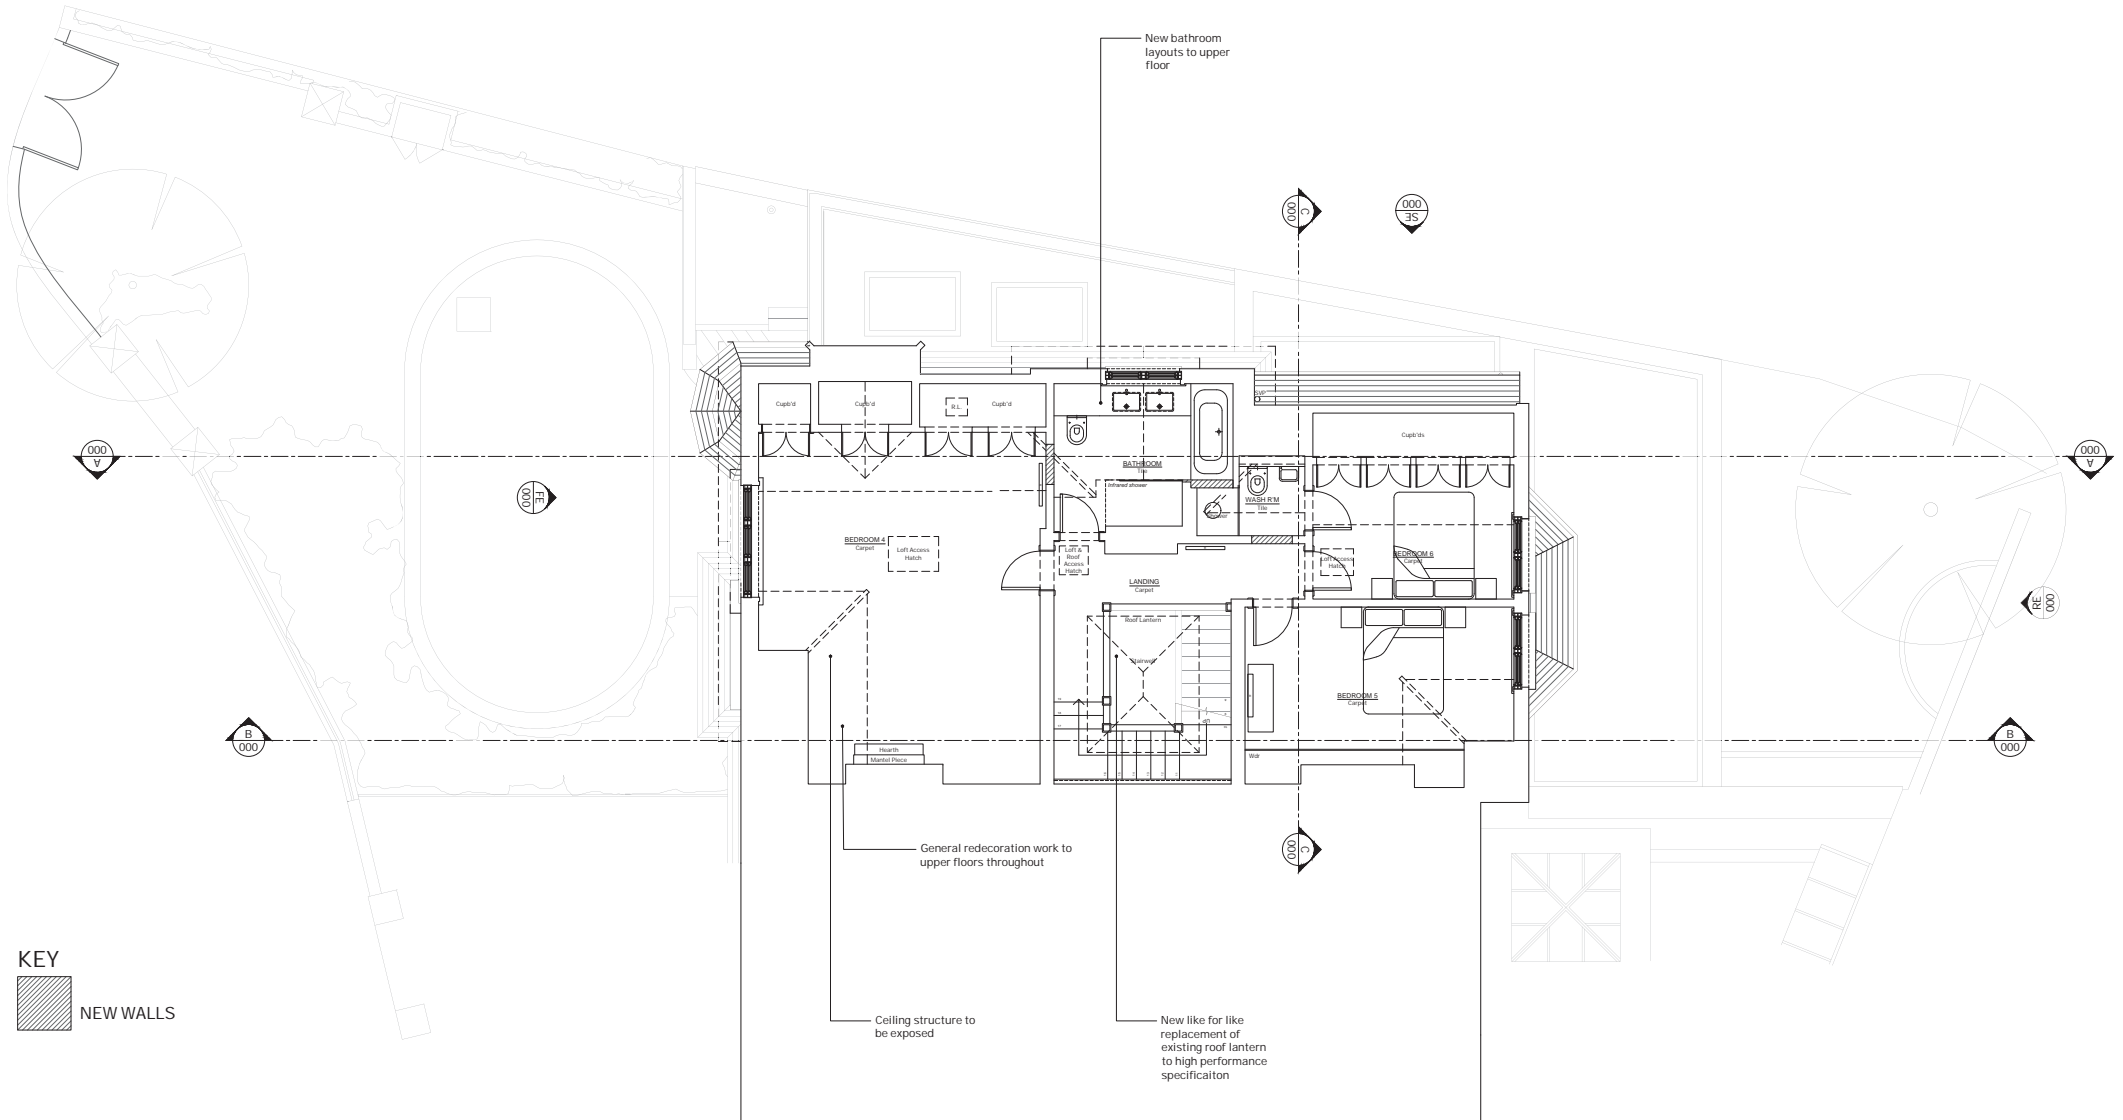 New bathroom
layouts to upper
floor
C
000
000
SE
Cupb'd
Cupb'd
R.L.
Cupb'd
SVP
Cupb'ds
000
A
000
A
BATHROOM
Tile
Infrared shower
WASH R'M
Tile
Shower
FE
000
BEDROOM 4
Carpet
Loft Access
Hatch
Loft &
Roof
Access
Hatch
Loft Access
Hatch
BEDROOM 6
Carpet
LANDING
Carpet
RE
000
Roof Lantern
Stairwell
BEDROOM 5
Carpet
B
000
B
000
Hearth
Mantel Piece
Wdr
C
000
General redecoration work to
upper floors throughout
KEY
NEW WALLS
Ceiling structure to
be exposed
New like for like
replacement of
existing roof lantern
to high performance
specificaiton